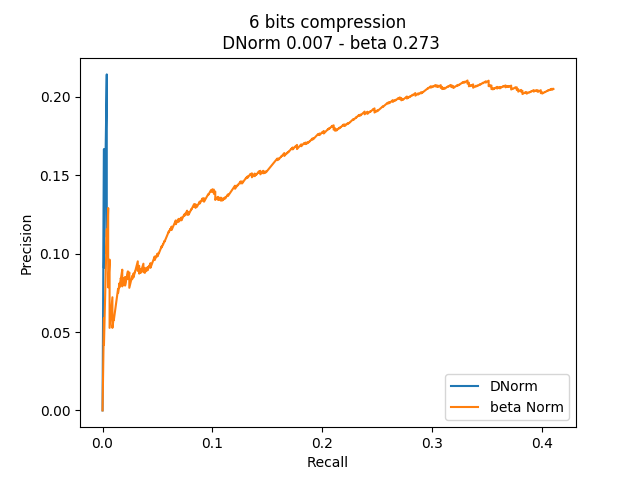 6 bits compression
DNorm 0.007 - beta 0.273
Precision
0.20
0.15
0.10
0.05
0.00
0.0
0.1
0.2
0.3
0.4
Recall
DNorm
beta Norm